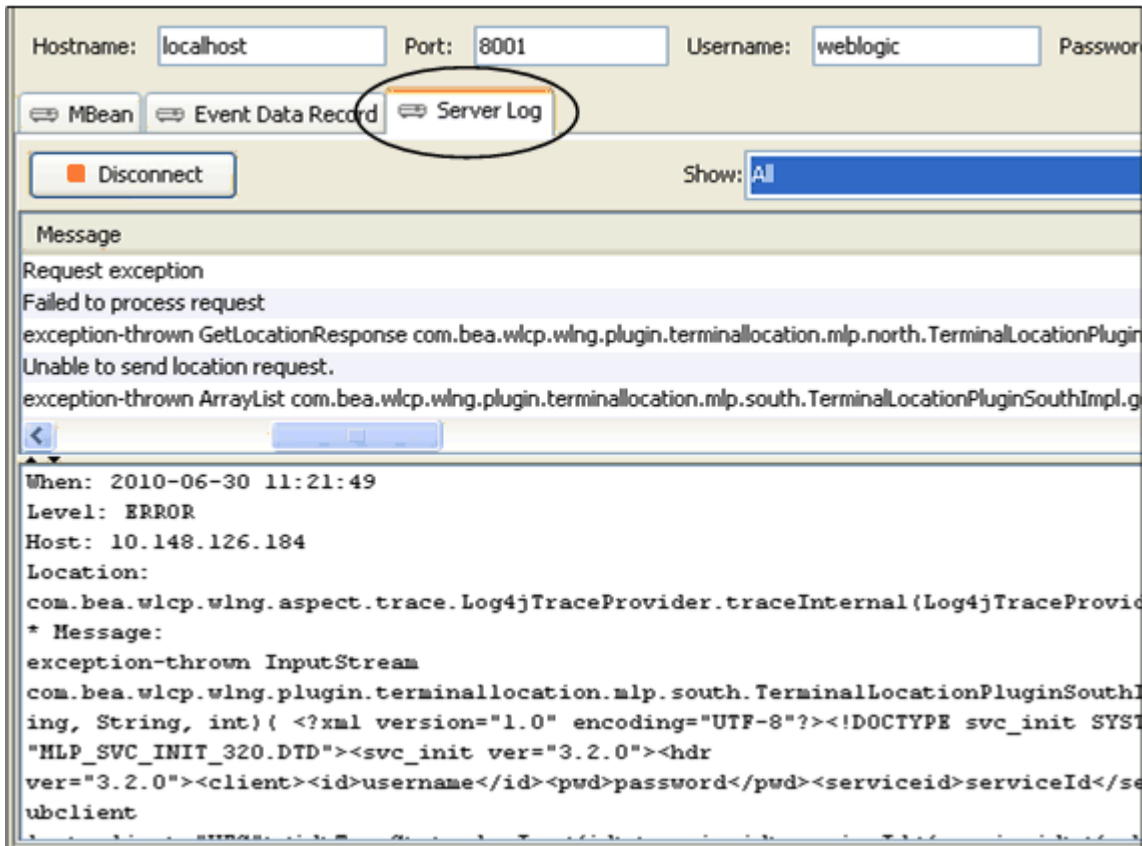 Hostname: localhost Port: 8001 Username: weblogic Passwor
MBean Event Data Record Server Log
Disconnect Show: All
Message
Request exception
Failed to process request
exception-thrown GetLocationResponse com.bea.wlcp.wlng.plugin.terminallocation.mlp.north.TerminalLocationPlugin
Unable to send location request.
exception-thrown ArrayList com.bea.wlcp.wlng.plugin.terminallocation.mlp.south.TerminalLocationPluginSouthImpl.g
When: 2010-06-30 11:21:49
Level: ERROR
Host: 10.148.126.184
Location:
com.bea.wlcp.wlng.aspect.trace.Log4jTraceProvider.traceInternal(Log4jTraceProvid
* Message:
exception-thrown InputStream
com.bea.wlcp.wlng.plugin.terminallocation.mlp.south.TerminalLocationPluginSouthI
ing, String, int)( <?xml version="1.0" encoding="UTF-8"?><!DOCTYPE svc_init SYST
"MLP_SVC_INIT_320.DTD"><svc_init ver="3.2.0"><hdr
ver="3.2.0"><client><id>username</id><pwd>password</pwd><serviceid>serviceId</se
ubclient